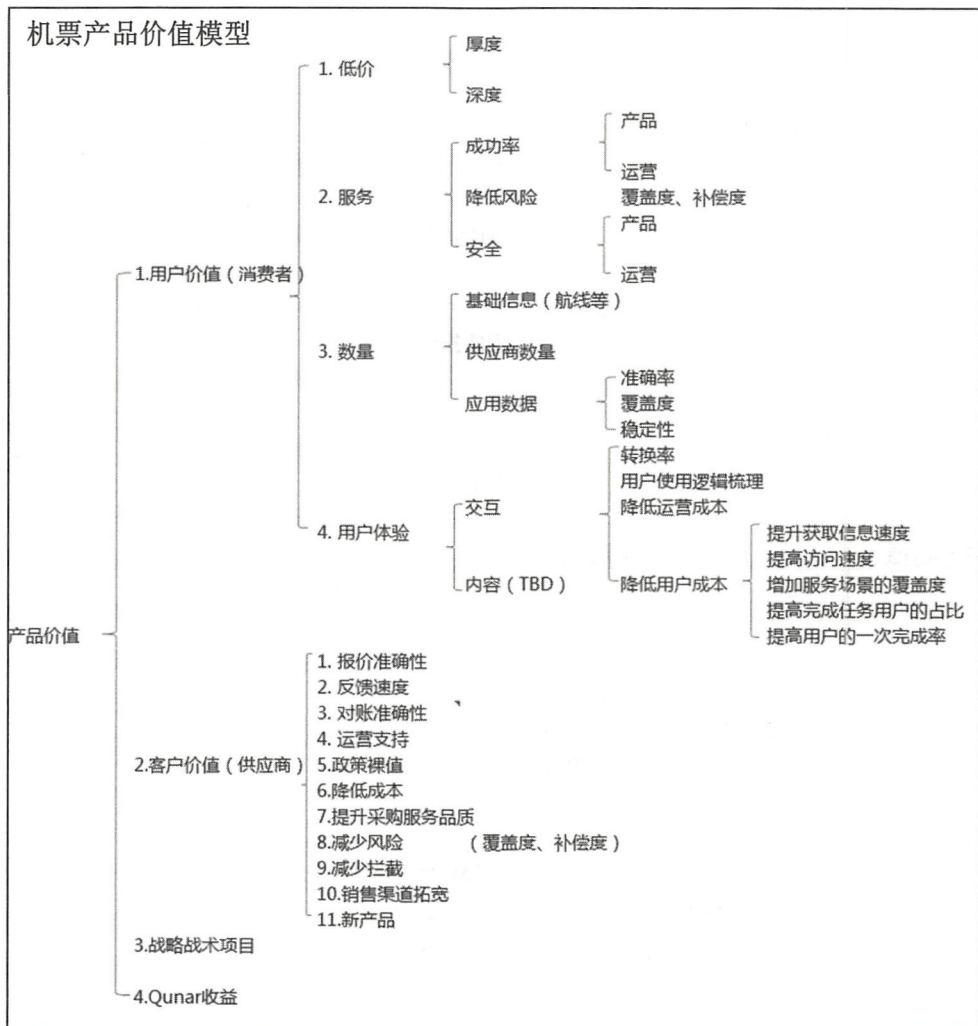 机票产品价值模型
产品价值
1.用户价值（消费者）
1. 低价
厚度
深度
2. 服务
成功率
产品
运营
降低风险
覆盖度、补偿度
安全
产品
运营
3. 数量
基础信息（航线等）
供应商数量
应用数据
准确率
覆盖度
稳定性
4. 用户体验
交互
转换率
用户使用逻辑梳理
降低运营成本
降低用户成本
提升获取信息速度
提高访问速度
增加服务场景的覆盖度
提高完成任务用户的占比
提高用户的一次完成率
内容（TBD）
2.客户价值（供应商）
1. 报价准确性
2. 反馈速度
3. 对账准确性
4. 运营支持
5.政策裸值
6.降低成本
7.提升采购服务品质
8.减少风险 （覆盖度、补偿度）
9.减少拦截
10.销售渠道拓宽
11.新产品
3.战略战术项目
4.Qunar收益